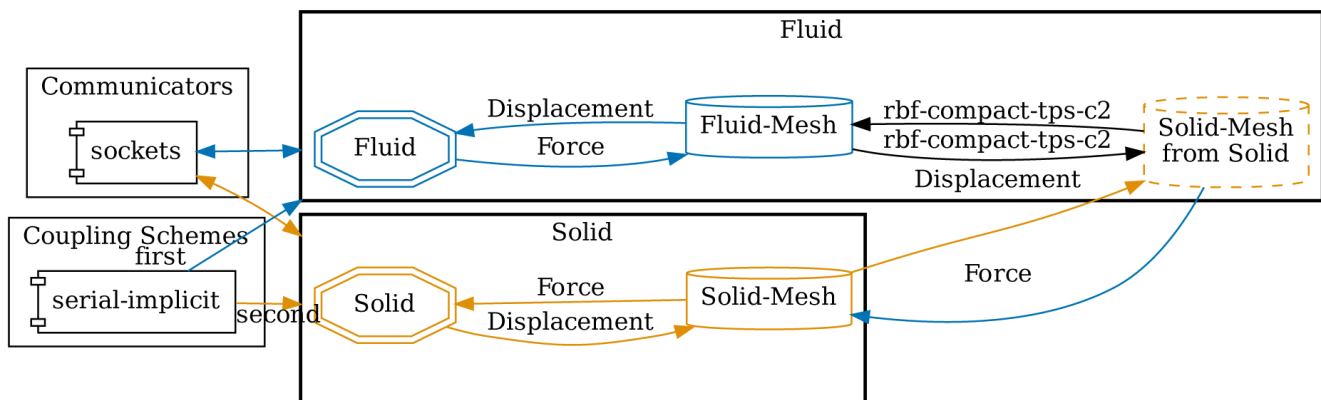 Fluid
Communicators
sockets
Fluid
Displacement
Force
Fluid-Mesh
rbf-compact-tps-c2
rbf-compact-tps-c2
Solid-Mesh
from Solid
Displacement
Force
Coupling Schemes
first
serial-implicit
second
Solid
Solid
Force
Displacement
Solid-Mesh